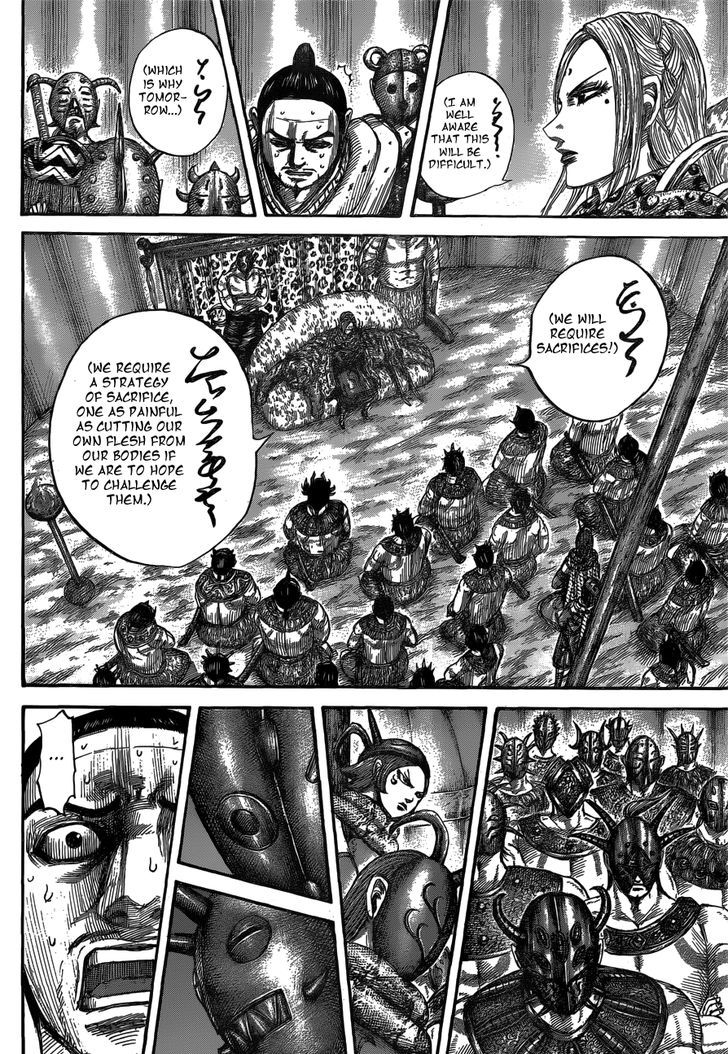 (I AM
WELL
AWARE
THAT THIS
WILL BE
DIFFICULT.)
(WHICH
IS WHY
TOMOR-
ROW...)
(WE WILL
REQUIRE
SACRIFICES!)
(WE REQUIRE
A STRATEGY
OF SACRIFICE,
ONE AS PAINFUL
AS CUTTING OUR
OWN FLESH FROM
OUR BODIES IF
WE ARE TO HOPE
TO CHALLENGE
THEM.)
...